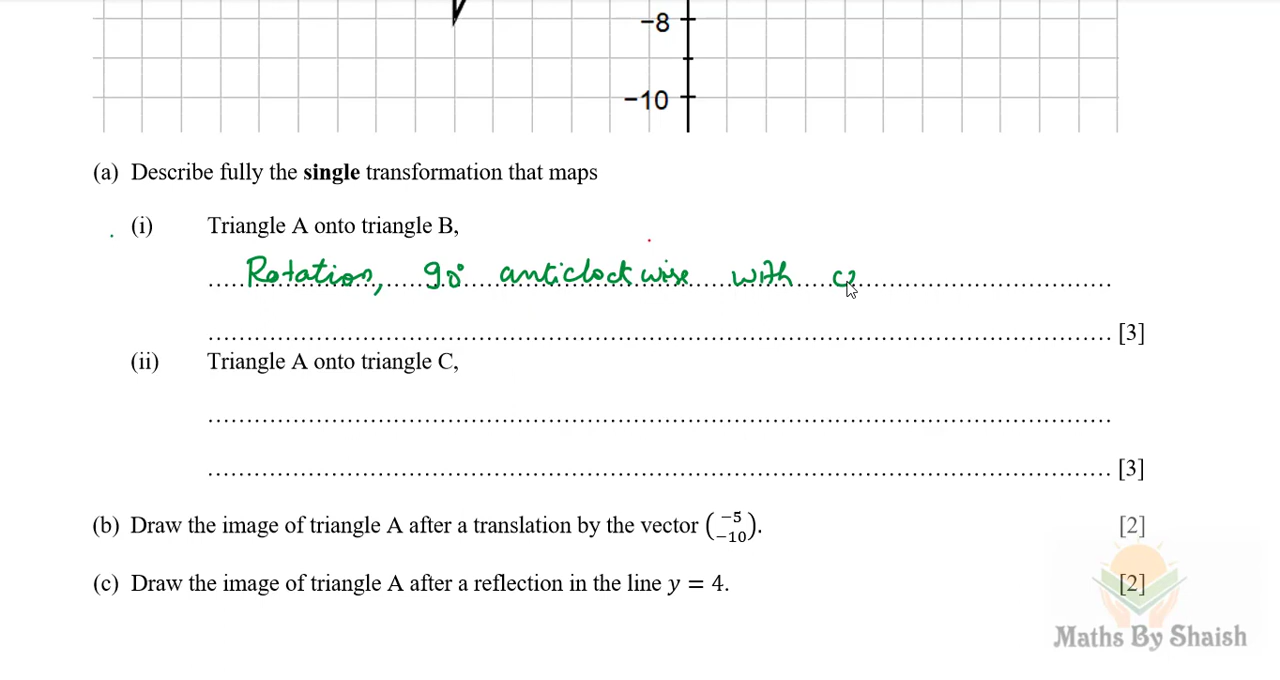 -8
-10
(a) Describe fully the single transformation that maps
(i) Triangle A onto triangle B,
Rotation, 90° anticlockwise with
[3]
(ii) Triangle A onto triangle C,
[3]
(b) Draw the image of triangle A after a translation by the vector (−5 −10). [2]
(c) Draw the image of triangle A after a reflection in the line y = 4. [2]
Maths By Shaish